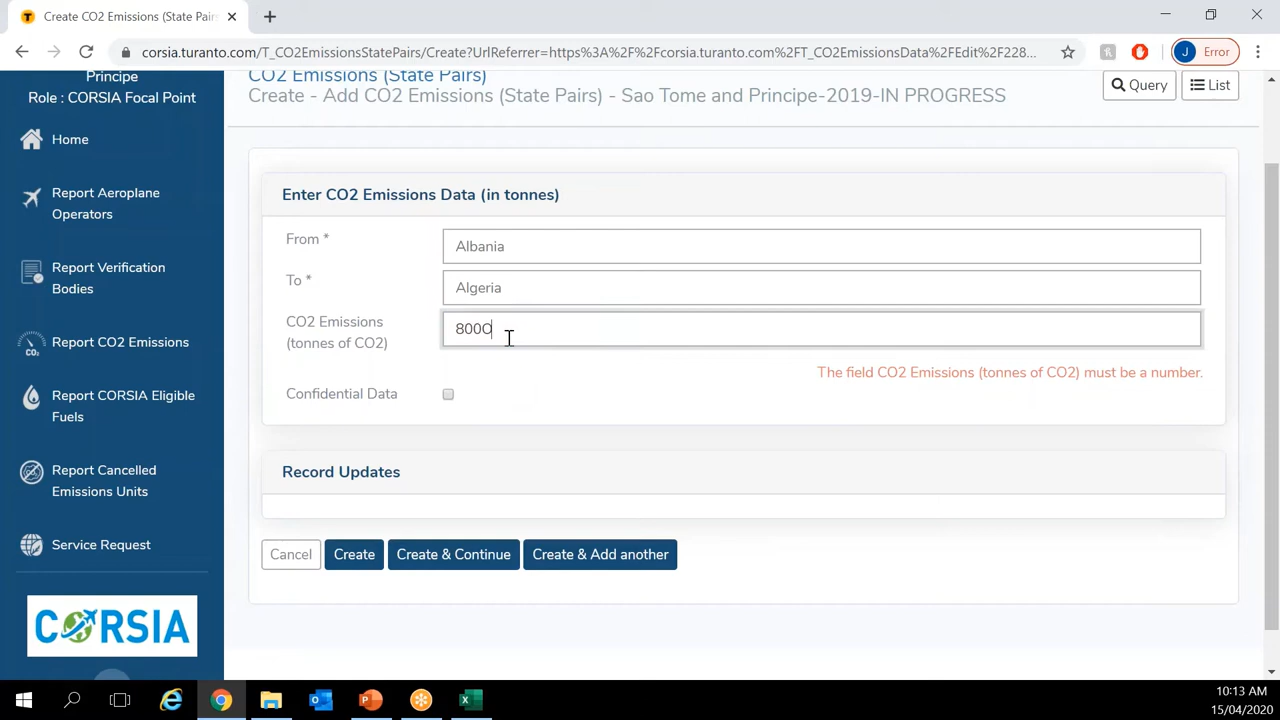 Create CO2 Emissions (State Pair
corsia.turanto.com/T_CO2EmissionsStatePairs/Create?UrlReferrer=https%3A%2F%2Fcorsia.turanto.com%2FT_CO2EmissionsData%2FEdit%2F228...
J Error
Principe
Role : CORSIA Focal Point
Home
Report Aeroplane
Operators
Report Verification
Bodies
CO2
Report CO2 Emissions
Report CORSIA Eligible
Fuels
Report Cancelled
Emissions Units
Service Request
CORSIA
CO2 Emissions (State Pairs)
Create - Add CO2 Emissions (State Pairs) - Sao Tome and Principe-2019-IN PROGRESS
Query
List
Enter CO2 Emissions Data (in tonnes)
From *
Albania
To *
Algeria
CO2 Emissions
(tonnes of CO2)
800O
The field CO2 Emissions (tonnes of CO2) must be a number.
Confidential Data
Record Updates
Cancel
Create
Create & Continue
Create & Add another
10:13 AM
15/04/2020